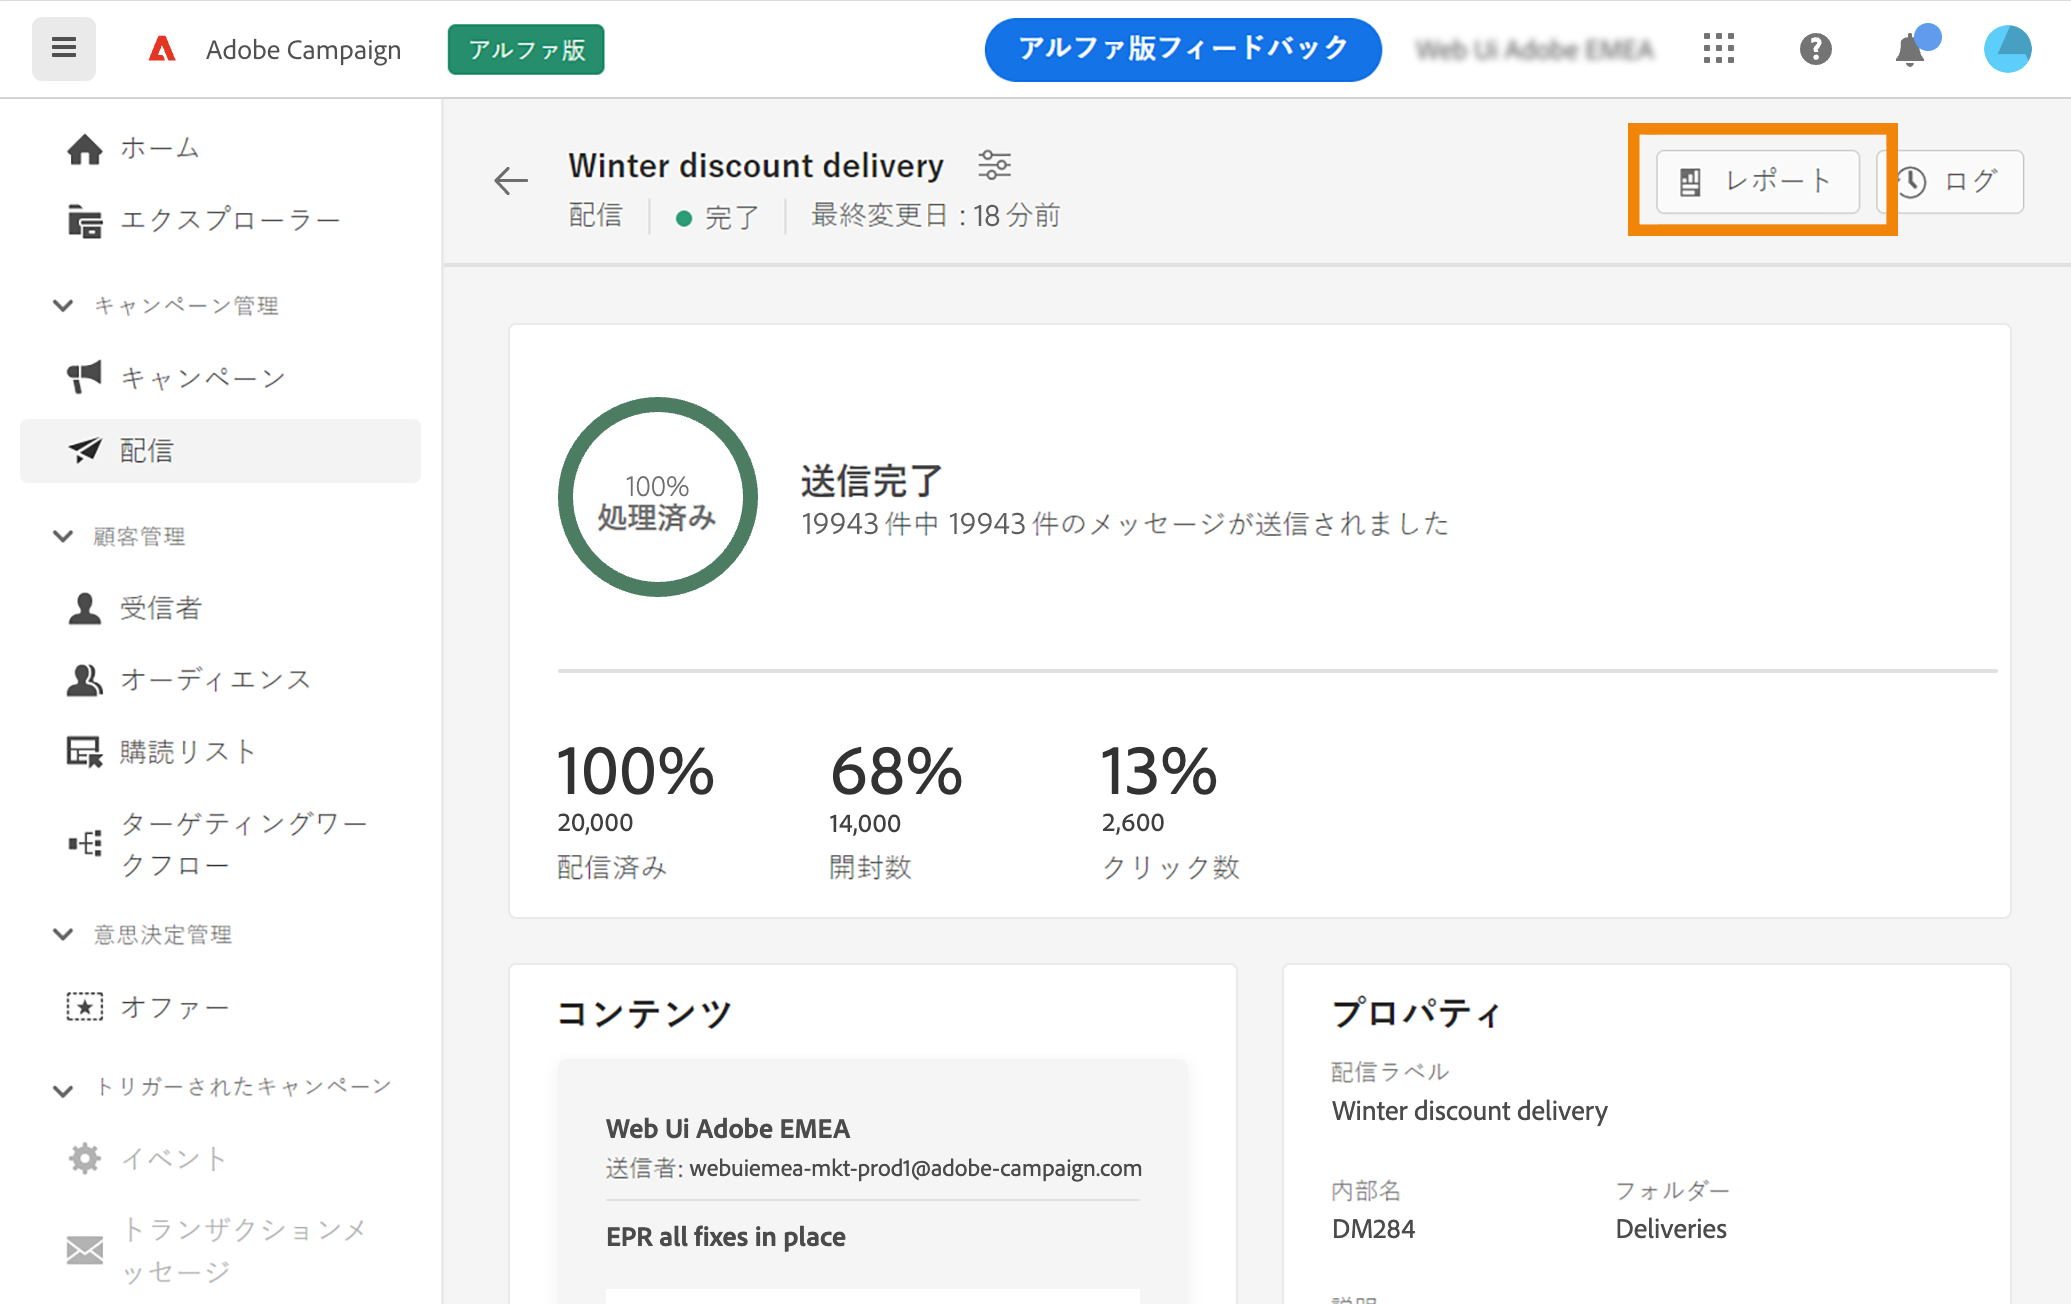 Adobe Campaign
アルファ版
アルファ版フィードバック
Web Ui Adobe EMEA
ホーム
エクスプローラー
キャンペーン管理
キャンペーン
配信
顧客管理
受信者
オーディエンス
購読リスト
ターゲティングワー
クフロー
意思決定管理
オファー
トリガーされたキャンペーン
イベント
トランザクションメ
ッセージ
Winter discount delivery
配信
完了
最終変更日 : 18 分前
レポート
ログ
100%
処理済み
送信完了
19943 件中 19943 件のメッセージが送信されました
100%
20,000
配信済み
68%
14,000
開封数
13%
2,600
クリック数
コンテンツ
Web Ui Adobe EMEA
送信者: webuiemea-mkt-prod1@adobe-campaign.com
EPR all fixes in place
プロパティ
配信ラベル
Winter discount delivery
内部名
DM284
フォルダー
Deliveries